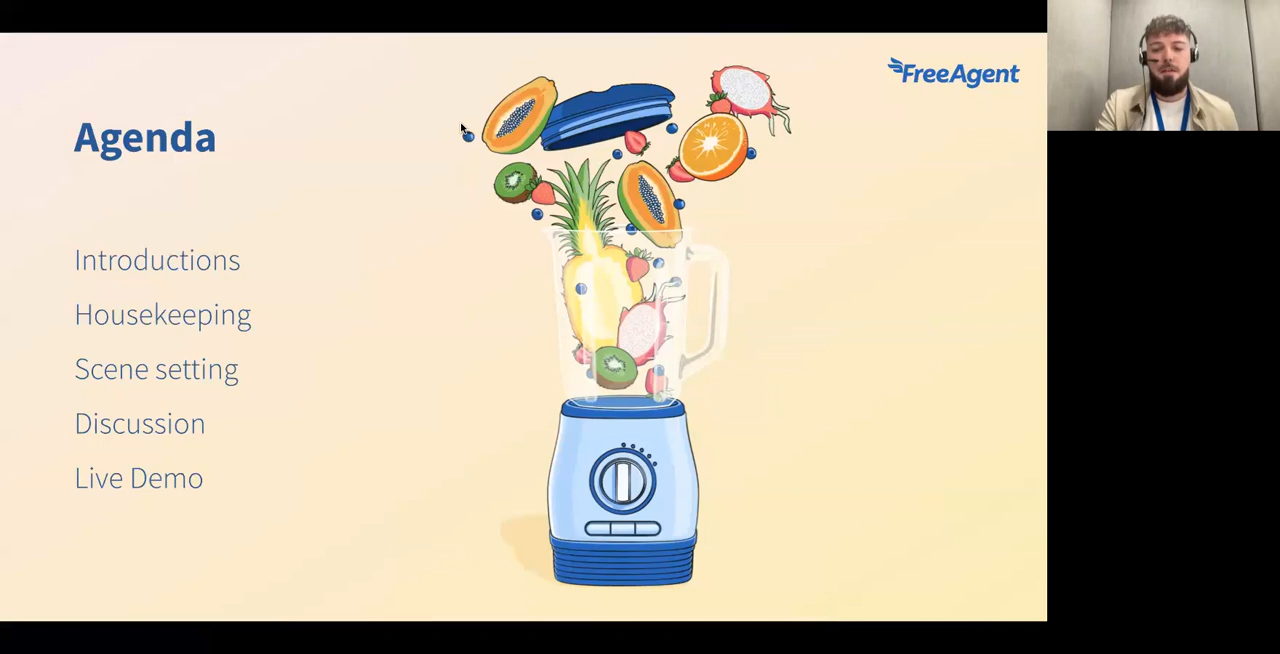 FreeAgent
Agenda
Introductions
Housekeeping
Scene setting
Discussion
Live Demo